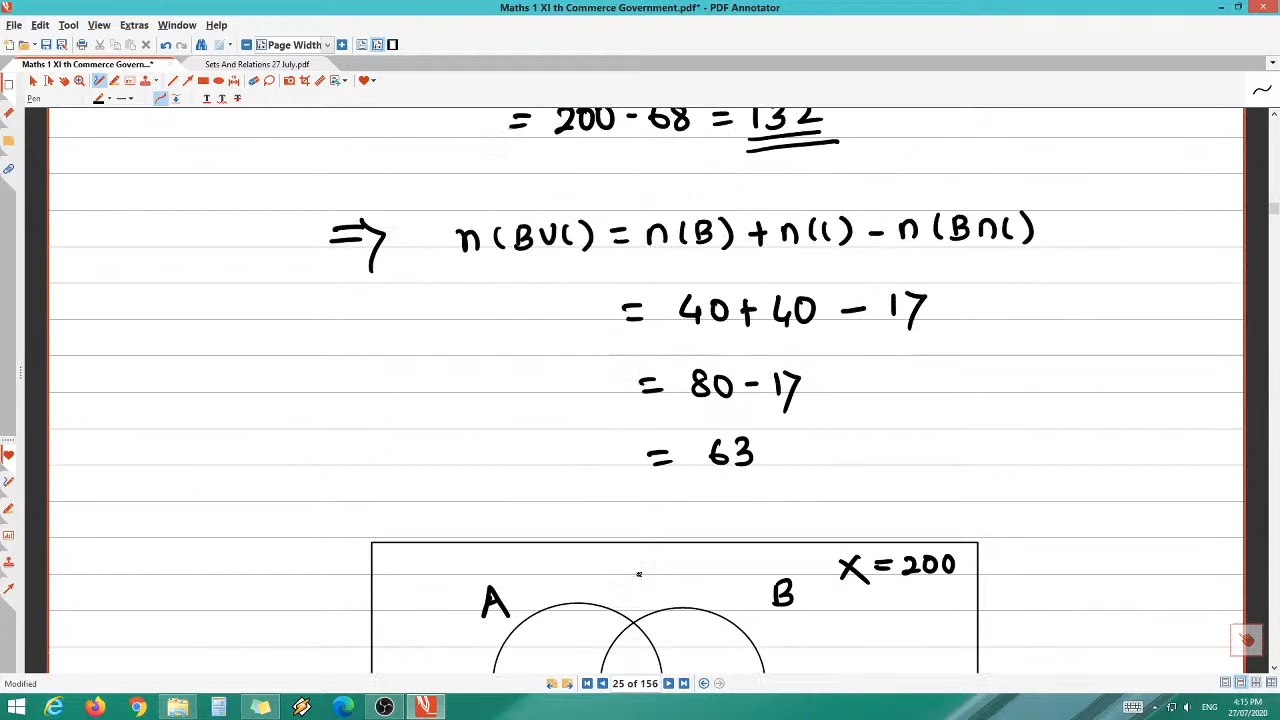 Maths 1 XI th Commerce Government.pdf* - PDF Annotator
File Edit Tool View Extras Window Help
Page Width
Maths 1 XI th Commerce Govern...* Sets And Relations 27 July.pdf
Pen
= 200 - 68 = 132
⇒ n(B∪C) = n(B) + n(C) - n(B∩C)
= 40 + 40 - 17
= 80 - 17
= 63
X = 200
A B
25 of 156
Modified
ENG
4:15 PM
27/07/2020